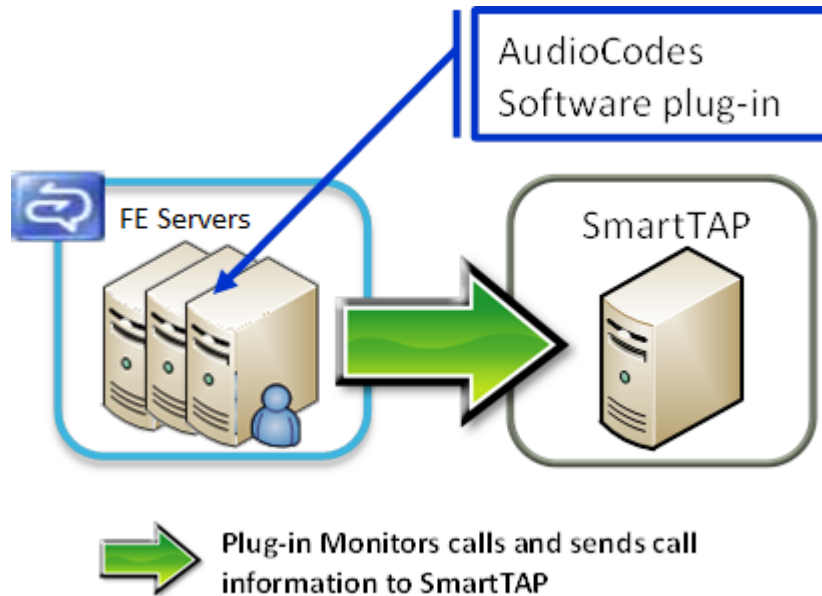 AudioCodes
Software plug-in
FE Servers
SmartTAP
Plug-in Monitors calls and sends call
information to SmartTAP